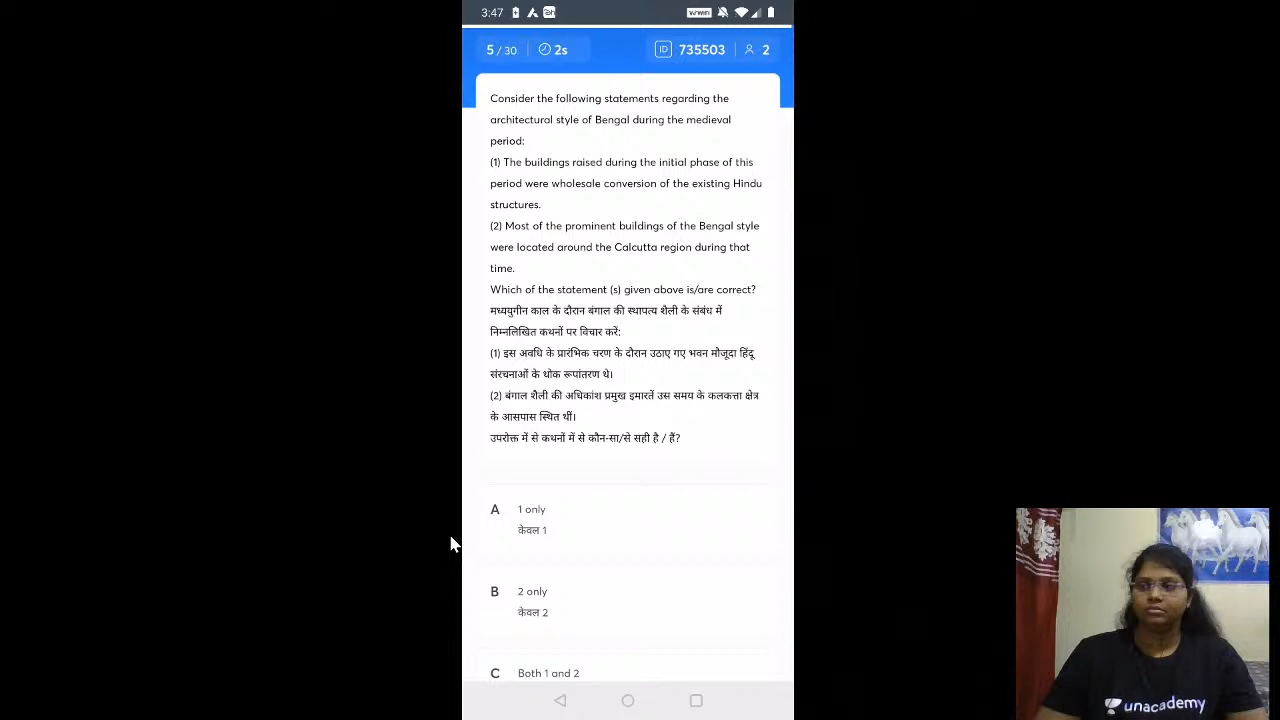 3:47
5 / 30
2s
ID 735503
2
Consider the following statements regarding the
architectural style of Bengal during the medieval
period:
(1) The buildings raised during the initial phase of this
period were wholesale conversion of the existing Hindu
structures.
(2) Most of the prominent buildings of the Bengal style
were located around the Calcutta region during that
time.
Which of the statement (s) given above is/are correct?
मध्ययुगीन काल के दौरान बंगाल की स्थापत्य शैली के संबंध में
निम्नलिखित कथनों पर विचार करें:
(1) इस अवधि के प्रारंभिक चरण के दौरान उठाए गए भवन मौजूदा हिंदू
संरचनाओं के थोक रूपांतरण थे।
(2) बंगाल शैली की अधिकांश प्रमुख इमारतें उस समय के कलकत्ता क्षेत्र
के आसपास स्थित थीं।
उपरोक्त में से कथनों में से कौन-सा/से सही है / हैं?
A 1 only
केवल 1
B 2 only
केवल 2
C Both 1 and 2
unacademy